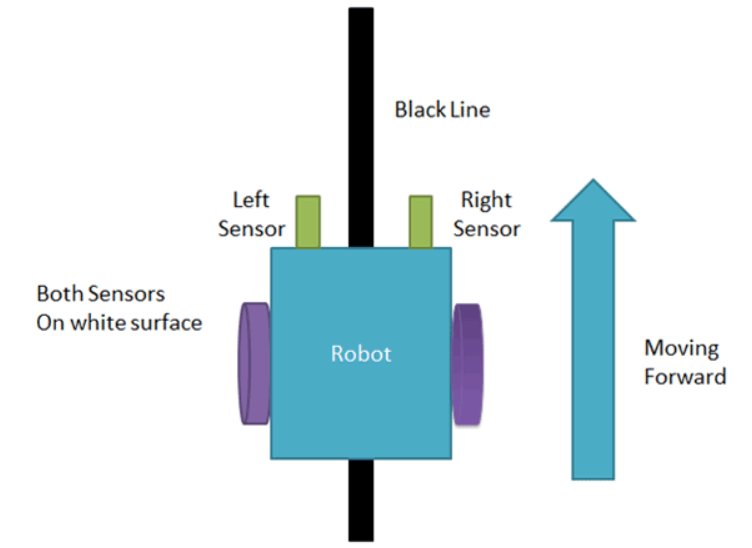 Black Line
Left
Sensor
Right
Sensor
Both Sensors
On white surface
Robot
Moving
Forward